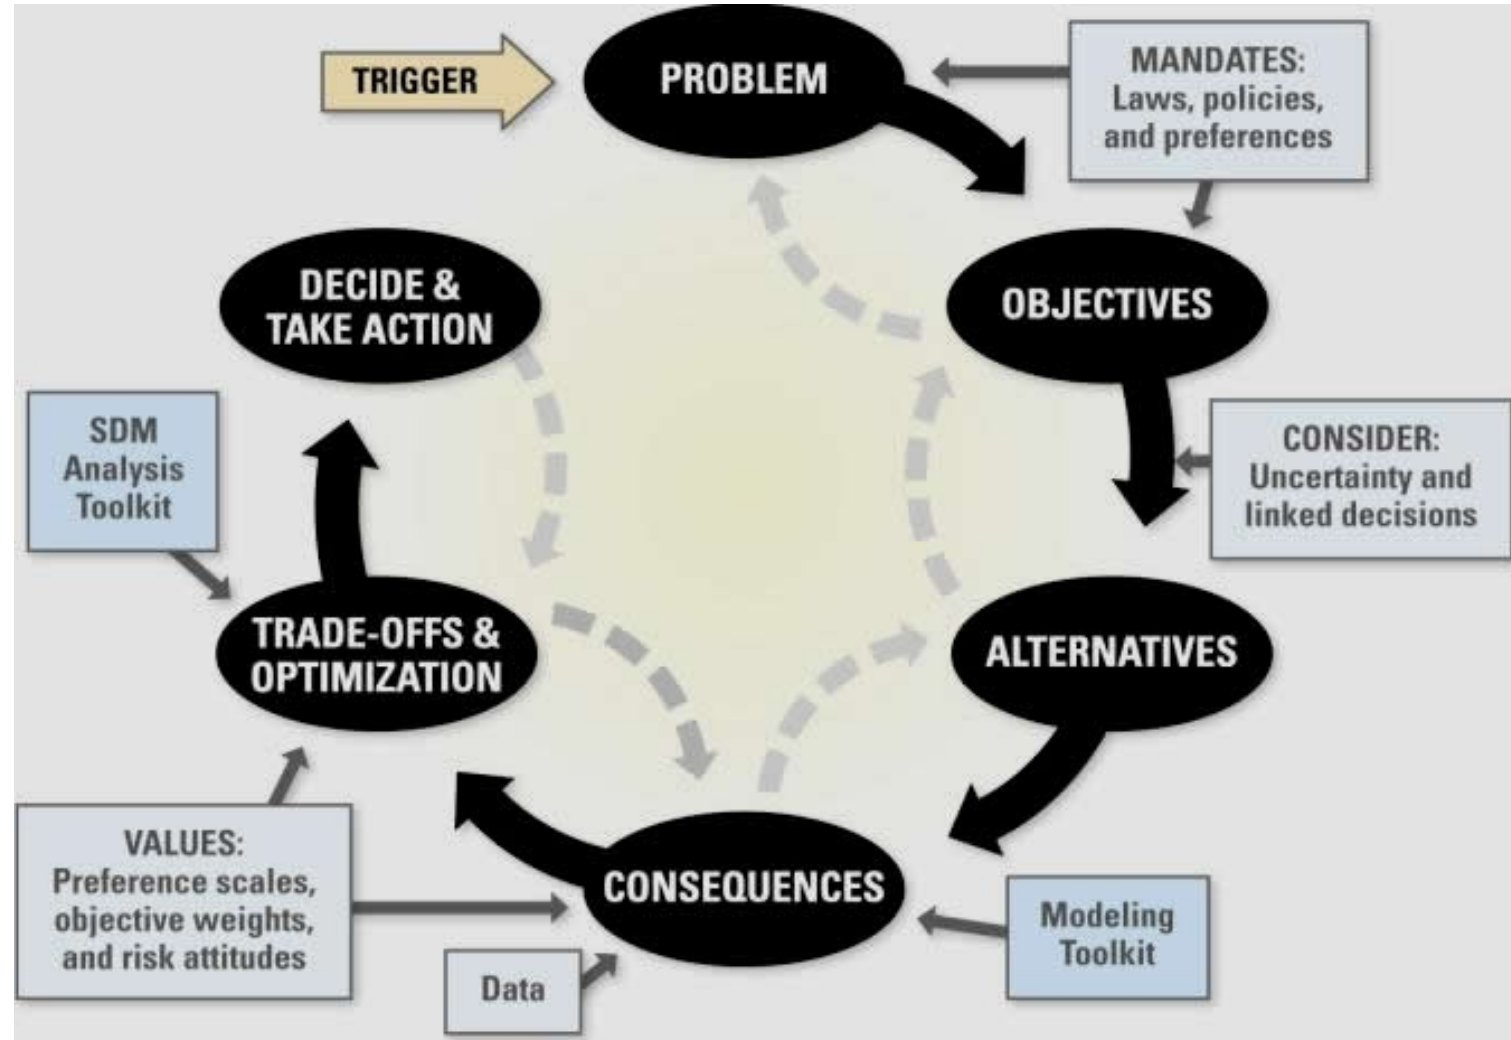 TRIGGER
PROBLEM
MANDATES:
Laws, policies,
and preferences
DECIDE &
TAKE ACTION
OBJECTIVES
SDM
Analysis
Toolkit
CONSIDER:
Uncertainty and
linked decisions
TRADE-OFFS &
OPTIMIZATION
ALTERNATIVES
VALUES:
Preference scales,
objective weights,
and risk attitudes
CONSEQUENCES
Data
Modeling
Toolkit